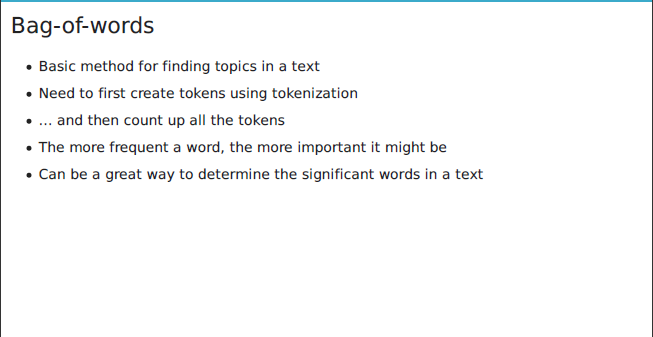 Bag-of-words
• Basic method for finding topics in a text
• Need to first create tokens using tokenization
• ... and then count up all the tokens
• The more frequent a word, the more important it might be
• Can be a great way to determine the significant words in a text